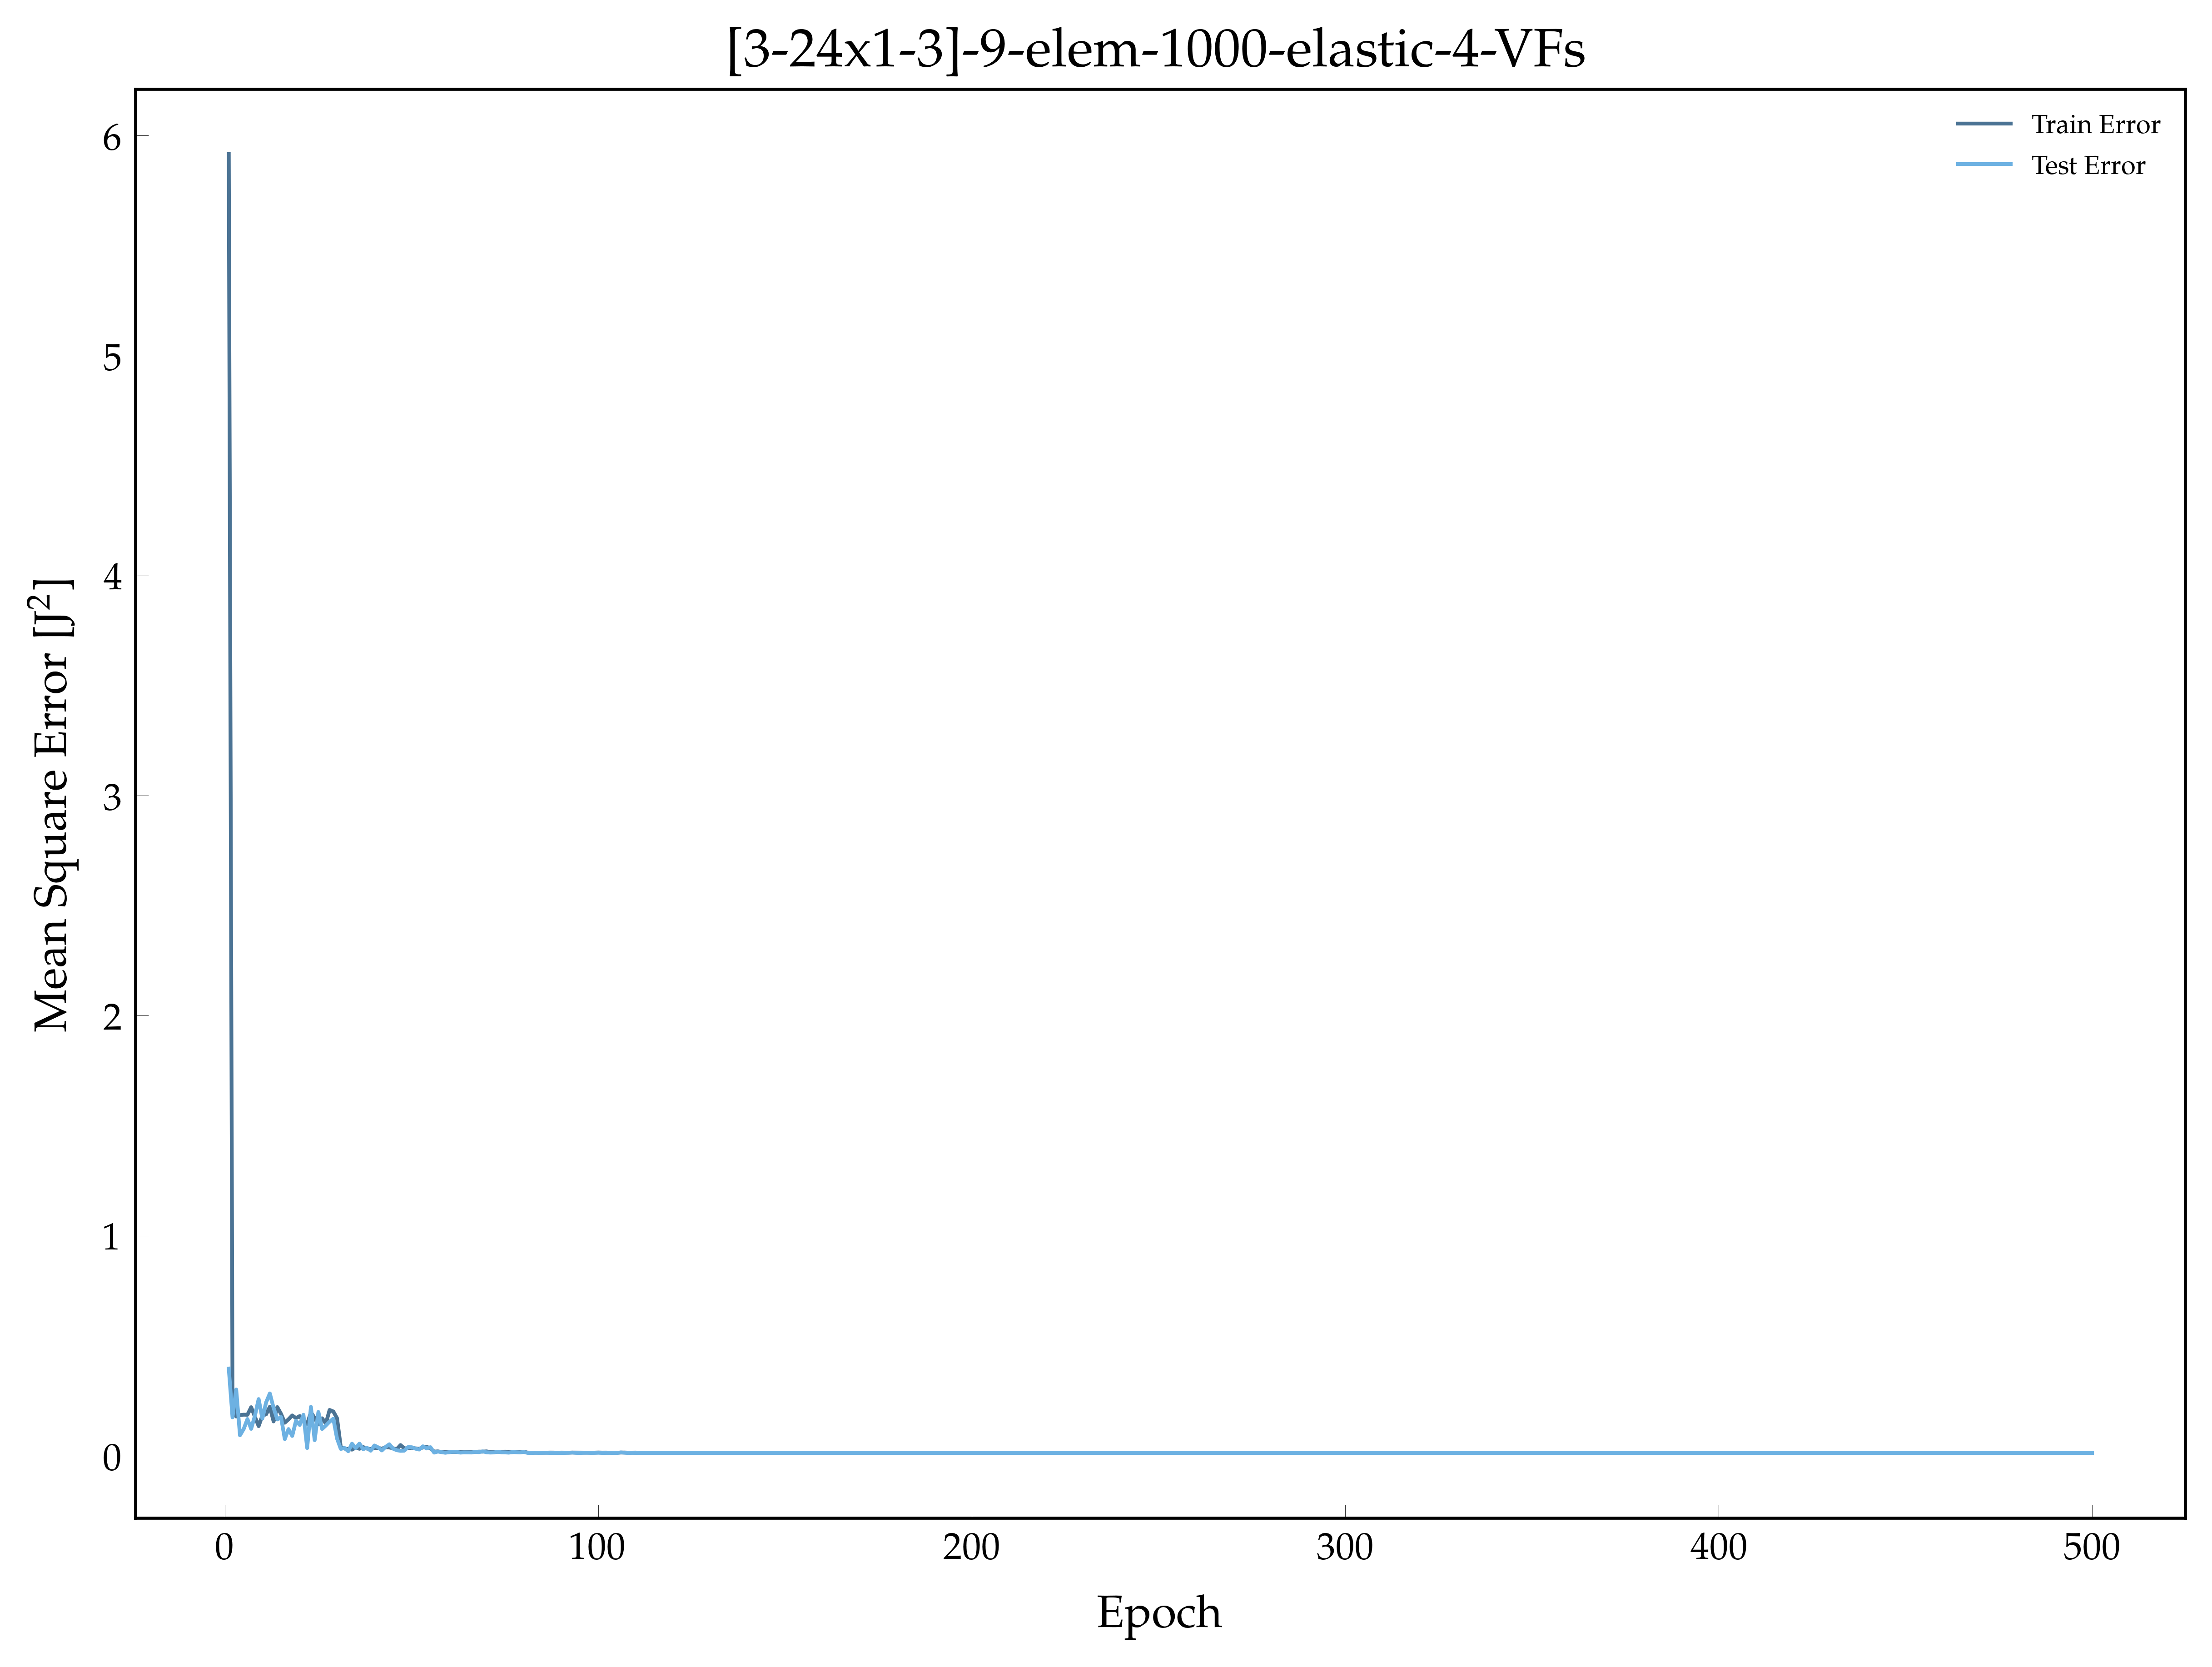 [3-24x1-3]-9-elem-1000-elastic-4-VFs
Train Error
Test Error
Mean Square Error [J²]
6
5
4
3
2
1
0
0 100 200 300 400 500
Epoch